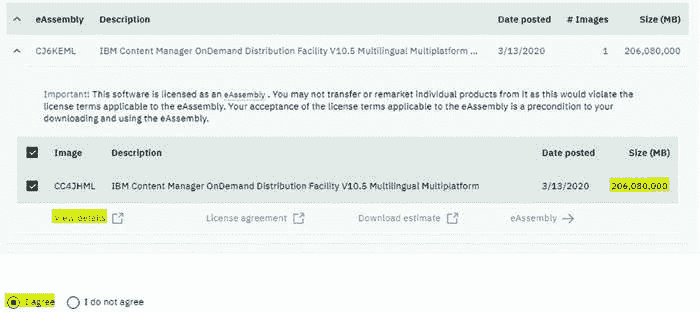 eAssembly Description Date posted # Images Size (MB)
CJ6KEML IBM Content Manager OnDemand Distribution Facility V10.5 Multilingual Multiplatform ... 3/13/2020 1 206,080,000
Important: This software is licensed as an eAssembly . You may not transfer or remarket individual products from it as this would violate the
license terms applicable to the eAssembly. Your acceptance of the license terms applicable to the eAssembly is a precondition to your
downloading and using the eAssembly.
Image Description Date posted Size (MB)
CC4JHML IBM Content Manager OnDemand Distribution Facility V10.5 Multilingual Multiplatform 3/13/2020 206,080,000
View details License agreement Download estimate eAssembly
I agree I do not agree